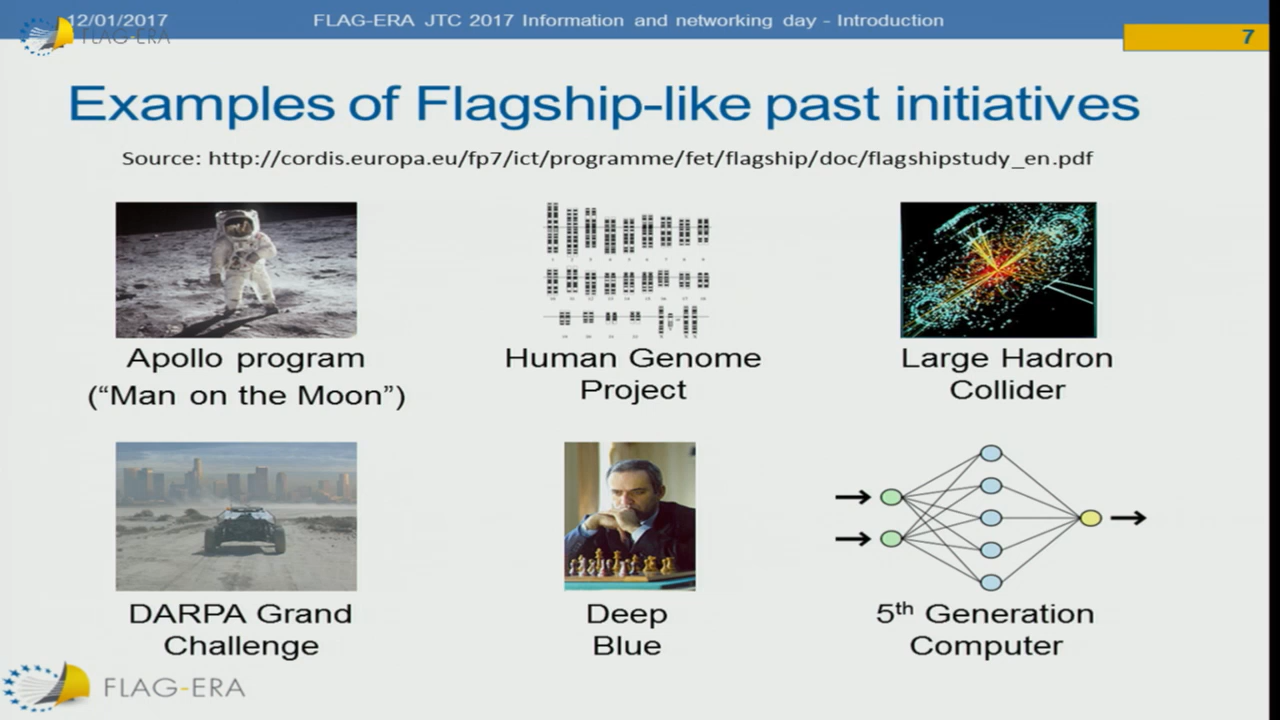 12/01/2017
FLAG-ERA JTC 2017 Information and networking day - Introduction
FLAG-ERA
7
Examples of Flagship-like past initiatives
Source: http://cordis.europa.eu/fp7/ict/programme/fet/flagship/doc/flagshipstudy_en.pdf
Apollo program
(“Man on the Moon”)
Human Genome
Project
Large Hadron
Collider
DARPA Grand
Challenge
Deep
Blue
5th Generation
Computer
FLAG-ERA